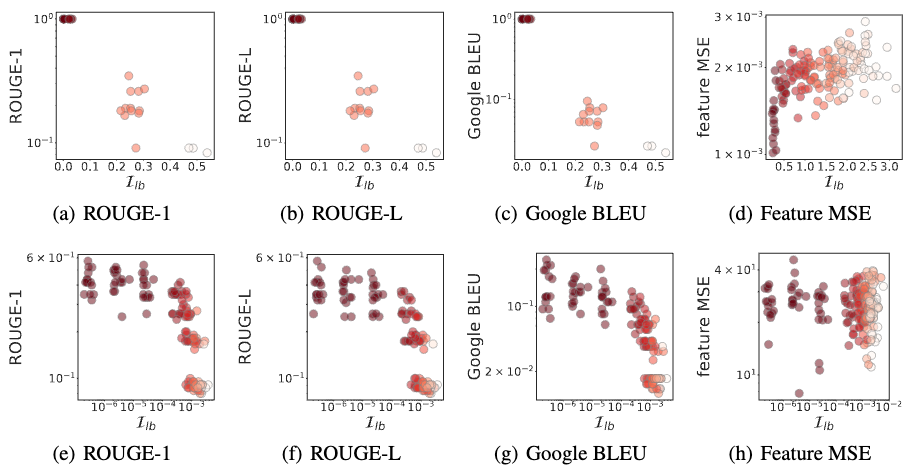 ROUGE-1
10⁰
10⁻¹
0.0 0.1 0.2 0.3 0.4 0.5
𝓘lb
(a) ROUGE-1
ROUGE-L
10⁰
10⁻¹
0.0 0.1 0.2 0.3 0.4 0.5
𝓘lb
(b) ROUGE-L
Google BLEU
10⁰
10⁻¹
0.0 0.1 0.2 0.3 0.4 0.5
𝓘lb
(c) Google BLEU
feature MSE
3 × 10⁻³
2 × 10⁻³
1 × 10⁻³
0.5 1.0 1.5 2.0 2.5 3.0
𝓘lb
(d) Feature MSE
ROUGE-1
6 × 10⁻¹
10⁻¹
10⁻⁶ 10⁻⁵ 10⁻⁴ 10⁻³
𝓘lb
(e) ROUGE-1
ROUGE-L
6 × 10⁻¹
10⁻¹
10⁻⁶ 10⁻⁵ 10⁻⁴ 10⁻³
𝓘lb
(f) ROUGE-L
Google BLEU
10⁻¹
2 × 10⁻²
10⁻⁶ 10⁻⁵ 10⁻⁴ 10⁻³
𝓘lb
(g) Google BLEU
feature MSE
4 × 10¹
10¹
10⁻⁶ 10⁻⁵ 10⁻⁴ 10⁻³ 10⁻²
𝓘lb
(h) Feature MSE